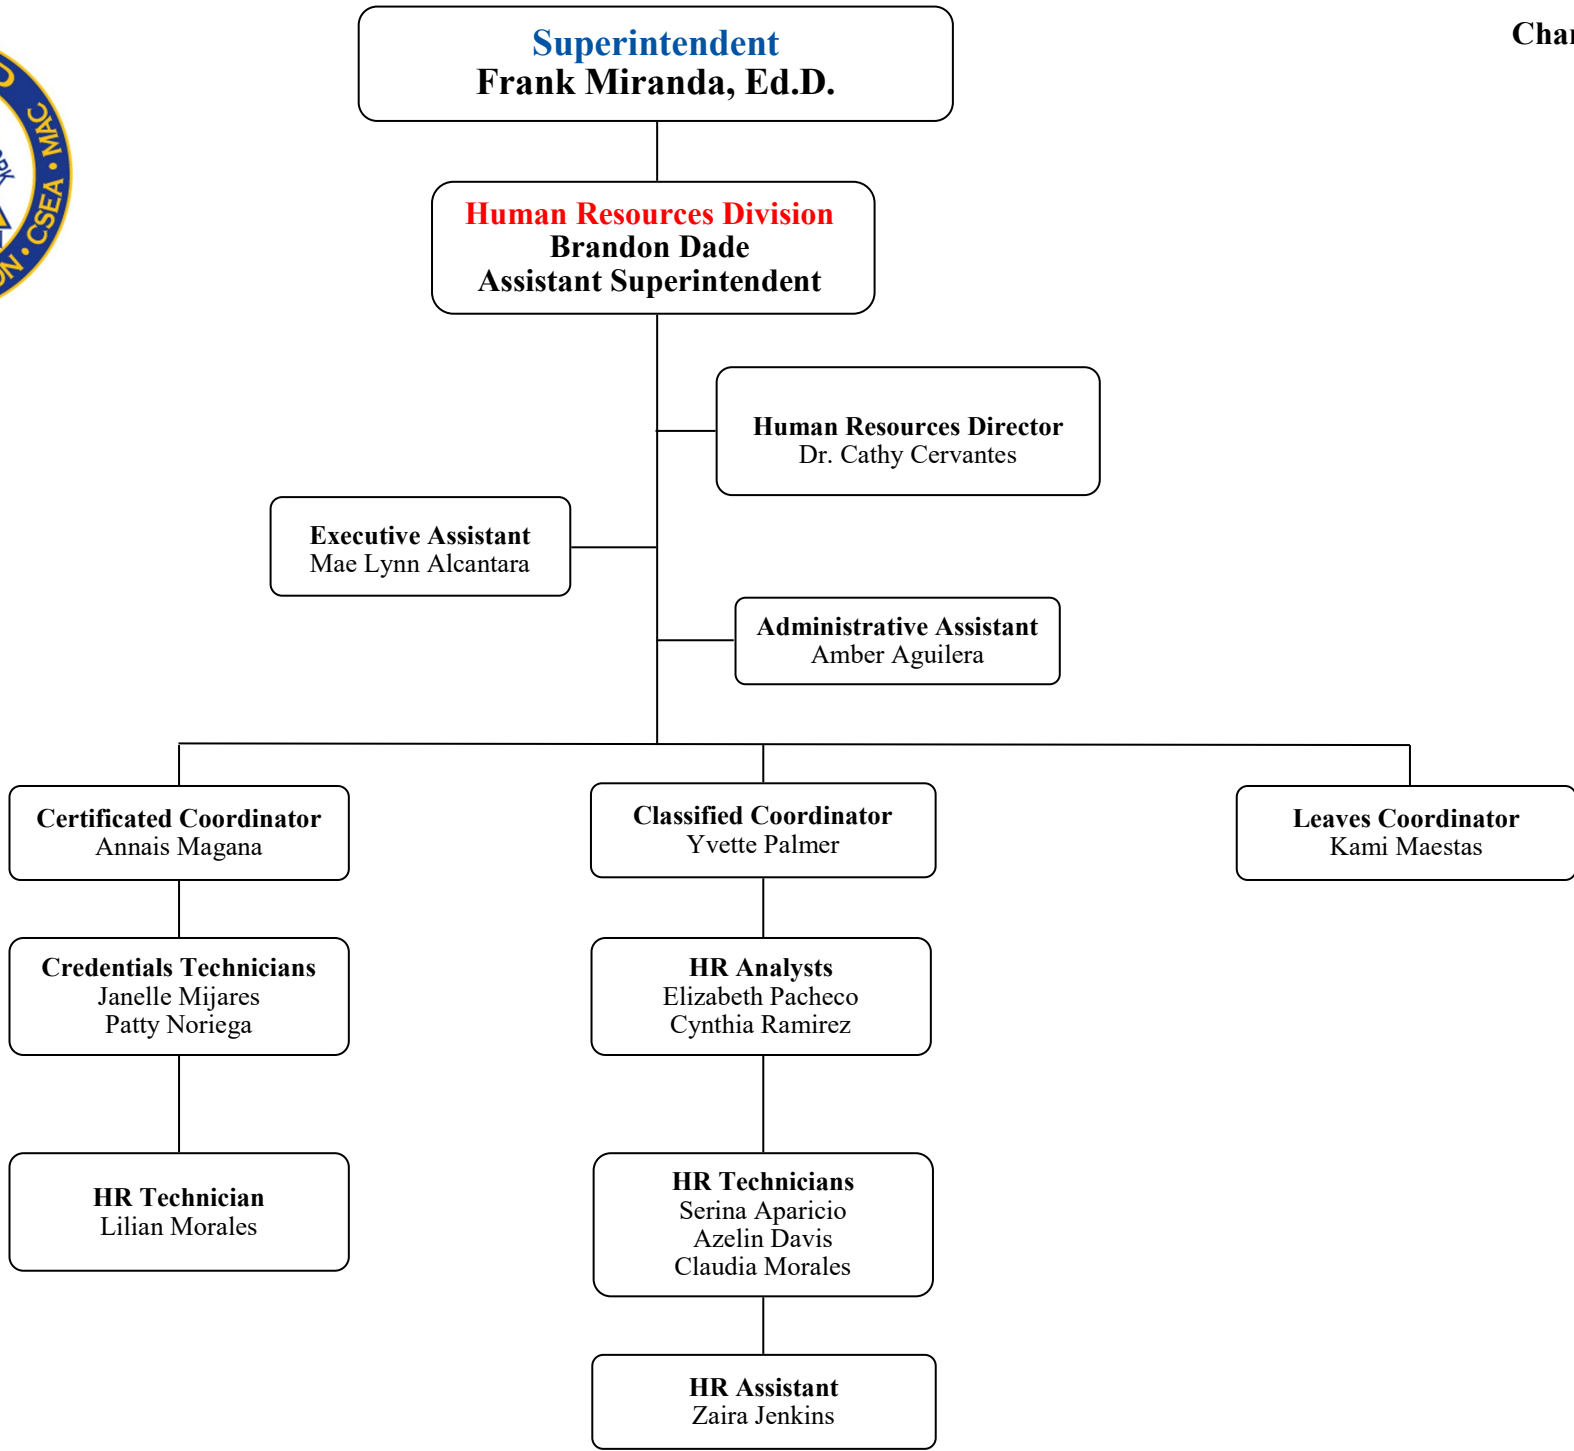 Superintendent
Frank Miranda, Ed.D.
Human Resources Division
Brandon Dade
Assistant Superintendent
Human Resources Director
Dr. Cathy Cervantes
Executive Assistant
Mae Lynn Alcantara
Administrative Assistant
Amber Aguilera
Certificated Coordinator
Annais Magana
Classified Coordinator
Yvette Palmer
Leaves Coordinator
Kami Maestas
Credentials Technicians
Janelle Mijares
Patty Noriega
HR Analysts
Elizabeth Pacheco
Cynthia Ramirez
HR Technician
Lilian Morales
HR Technicians
Serina Aparicio
Azelin Davis
Claudia Morales
HR Assistant
Zaira Jenkins
CSEA • MAC